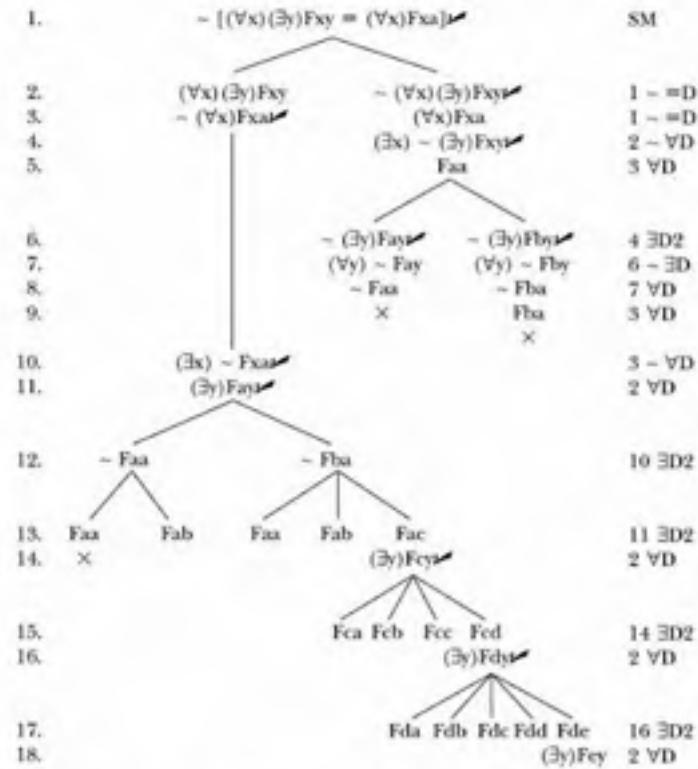 1. ~ [(∀x)(∃y)Fxy ≡ (∀x)Fxa]✔ SM
2. (∀x)(∃y)Fxy ~ (∀x)(∃y)Fxy✔ 1 ~ ≡D
3. ~ (∀x)Fxa✔ (∀x)Fxa 1 ~ ≡D
4. (∃x) ~ (∃y)Fxy✔ 2 ~ ∀D
5. Faa 3 ∀D
6. ~ (∃y)Fay✔ ~ (∃y)Fby✔ 4 ∃D2
7. (∀y) ~ Fay (∀y) ~ Fby 6 ~ ∃D
8. ~ Faa ~ Fba 7 ∀D
9. × Fba 3 ∀D
×
10. (∃x) ~ Fxa✔ 3 ~ ∀D
11. (∃y)Fay✔ 2 ∀D
12. ~ Faa ~ Fba 10 ∃D2
13. Faa Fab Faa Fab Fac 11 ∃D2
14. × (∃y)Fcy✔ 2 ∀D
15. Fca Fcb Fcc Fcd 14 ∃D2
16. (∃y)Fdy✔ 2 ∀D
17. Fda Fdb Fdc Fdd Fde 16 ∃D2
18. (∃y)Fey 2 ∀D